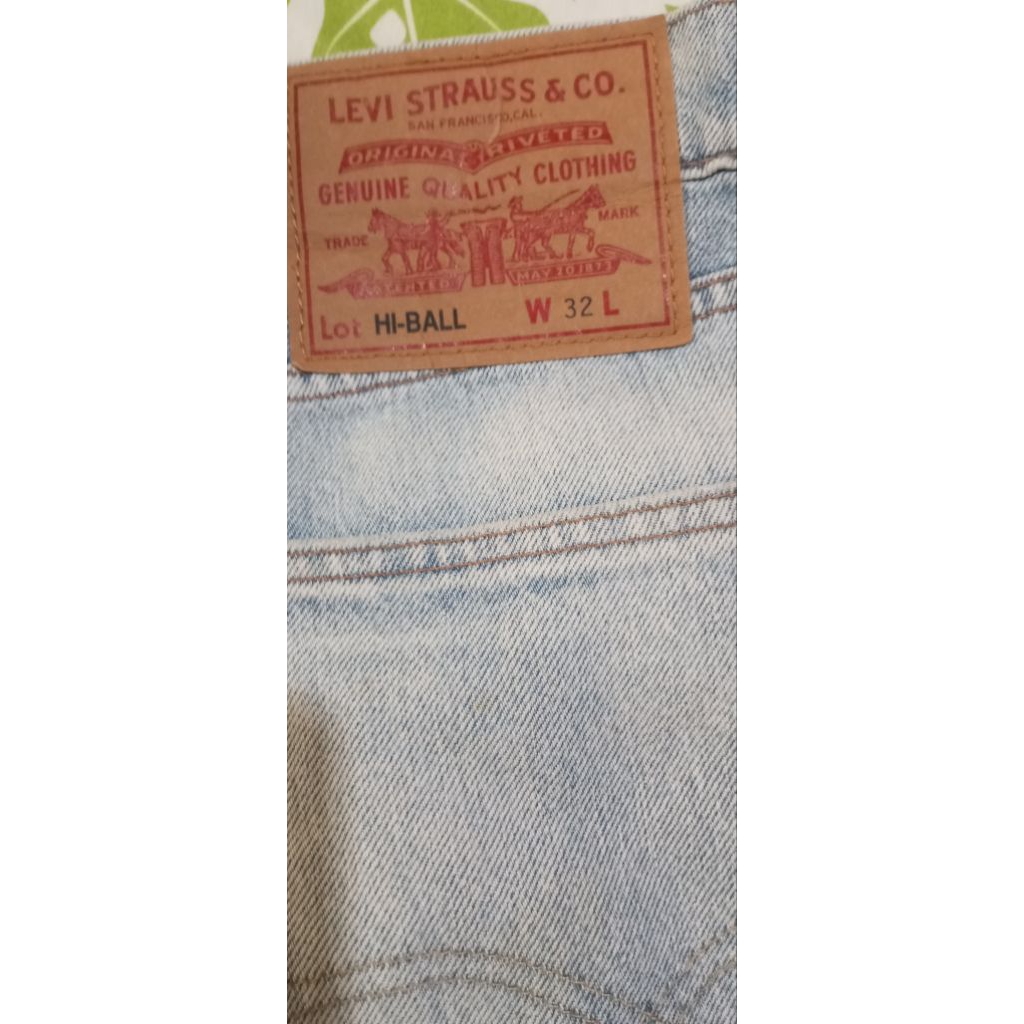 LEVI STRAUSS & CO.
SAN FRANCISCO, CAL.
ORIGINAL RIVETED
GENUINE QUALITY CLOTHING
TRADE MARK
PATENTED MAY 20 1873
Lot HI-BALL W 32 L